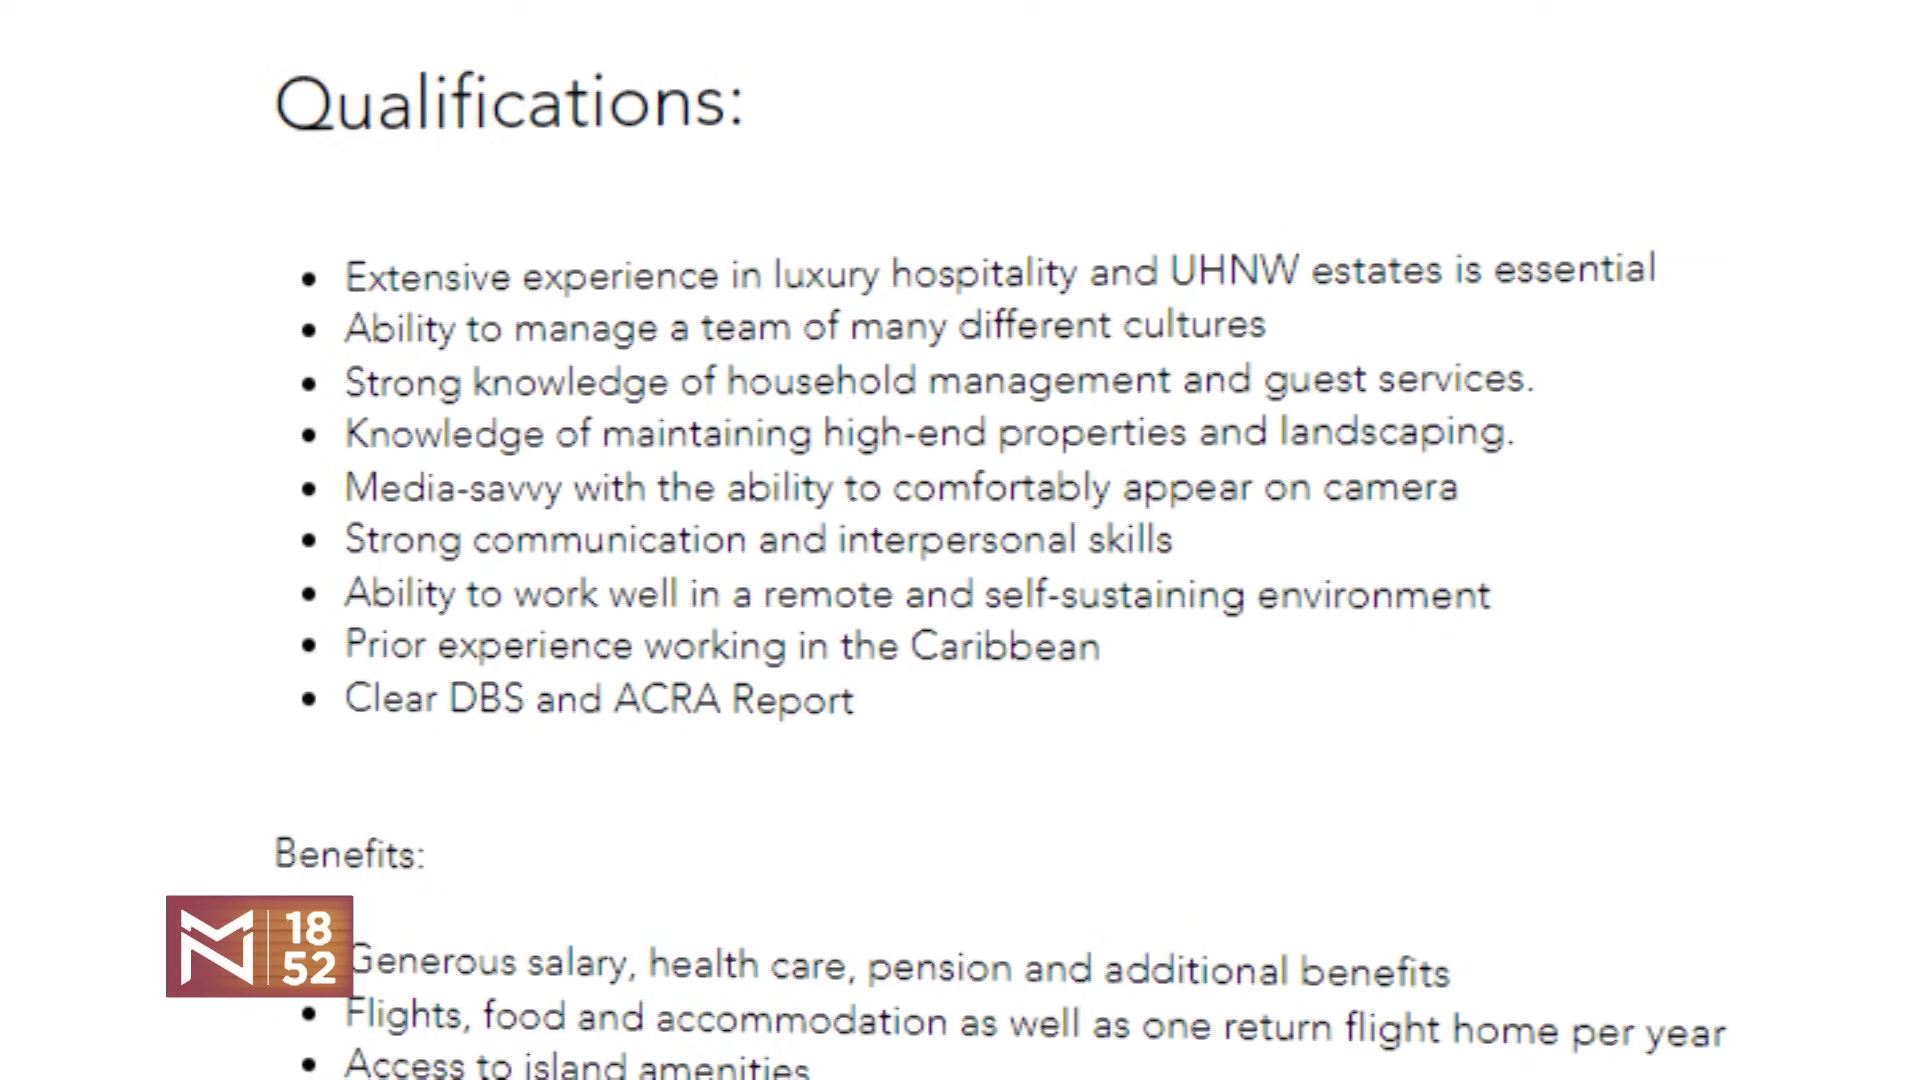 Qualifications:
Extensive experience in luxury hospitality and UHNW estates is essential
Ability to manage a team of many different cultures
Strong knowledge of household management and guest services.
Knowledge of maintaining high-end properties and landscaping.
Media-savvy with the ability to comfortably appear on camera
Strong communication and interpersonal skills
Ability to work well in a remote and self-sustaining environment
Prior experience working in the Caribbean
Clear DBS and ACRA Report
Benefits:
Generous salary, health care, pension and additional benefits
Flights, food and accommodation as well as one return flight home per year
Access to island amenities
18
52